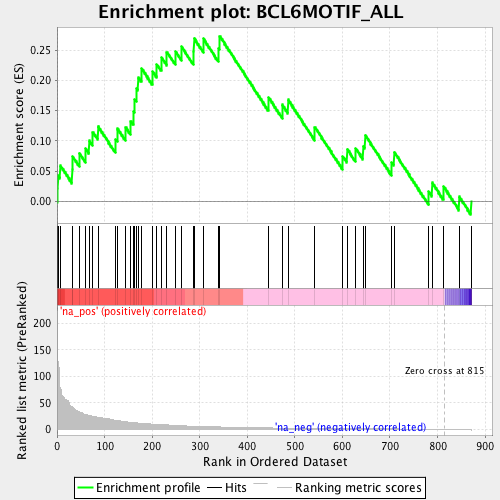 Enrichment plot: BCL6MOTIF_ALL
Enrichment score (ES)
0.25
0.20
0.15
0.10
0.05
0.00
'na_pos' (positively correlated)
Ranked list metric (PreRanked)
200
150
100
50
0
Zero cross at 815
'na_neg' (negatively correlated)
0 100 200 300 400 500 600 700 800 900
Rank in Ordered Dataset
Enrichment profile Hits Ranking metric scores